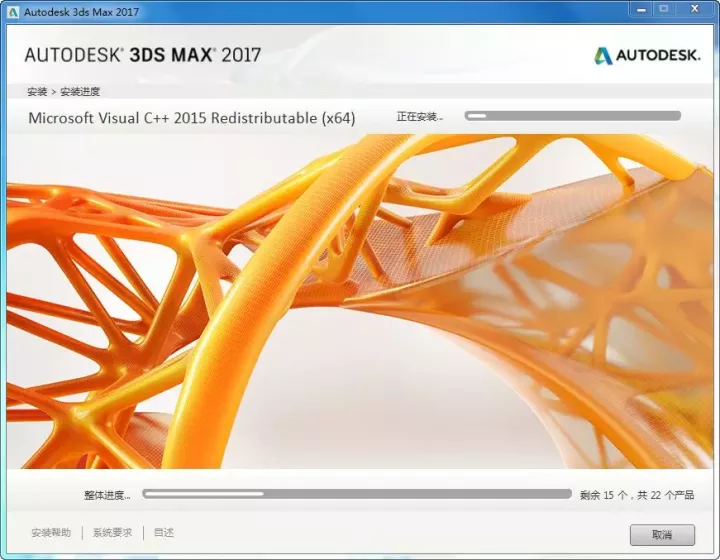 Autodesk 3ds Max 2017
AUTODESK® 3DS MAX® 2017
AUTODESK.
安装 > 安装进度
Microsoft Visual C++ 2015 Redistributable (x64)
正在安装...
整体进度...
剩余 15 个，共 22 个产品
安装帮助 | 系统要求 | 自述
取消